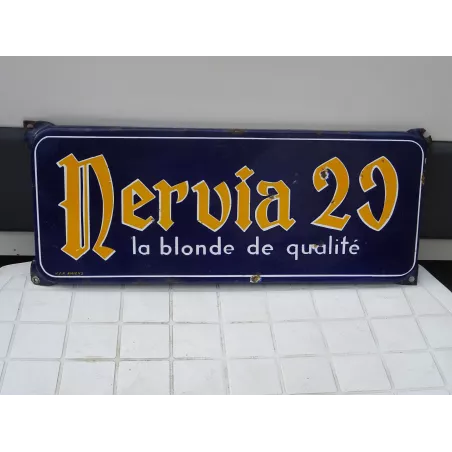 Nervia 29
la blonde de qualité